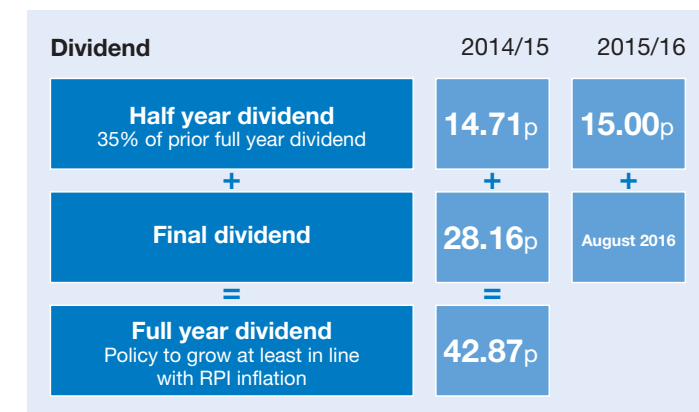 Dividend 2014/15 2015/16
Half year dividend 14.71p 15.00p
35% of prior full year dividend
+ + +
Final dividend 28.16p August 2016
= =
Full year dividend 42.87p
Policy to grow at least in line
with RPI inflation